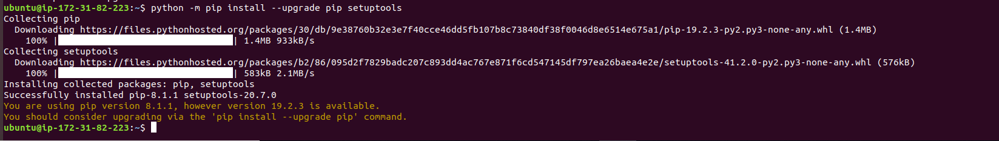 ubuntu@ip-172-31-82-223:~$ python -m pip install --upgrade pip setuptools
Collecting pip
  Downloading https://files.pythonhosted.org/packages/30/db/9e38760b32e3e7f40cce46dd5fb107b8c73840df38f0046d8e6514e675a1/pip-19.2.3-py2.py3-none-any.whl (1.4MB)
    100% |████████████████████████████████| 1.4MB 933kB/s
Collecting setuptools
  Downloading https://files.pythonhosted.org/packages/b2/86/095d2f7829badc207c893dd4ac767e871f6cd547145df797ea26baea4e2e/setuptools-41.2.0-py2.py3-none-any.whl (576kB)
    100% |████████████████████████████████| 583kB 2.1MB/s
Installing collected packages: pip, setuptools
Successfully installed pip-8.1.1 setuptools-20.7.0
You are using pip version 8.1.1, however version 19.2.3 is available.
You should consider upgrading via the 'pip install --upgrade pip' command.
ubuntu@ip-172-31-82-223:~$